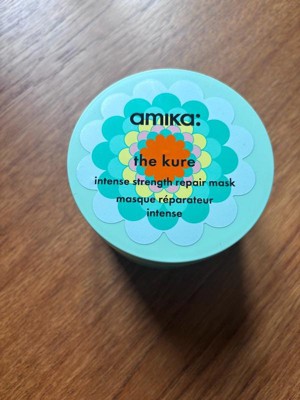 amika:
the kure
intense strength repair mask
masque réparateur
intense